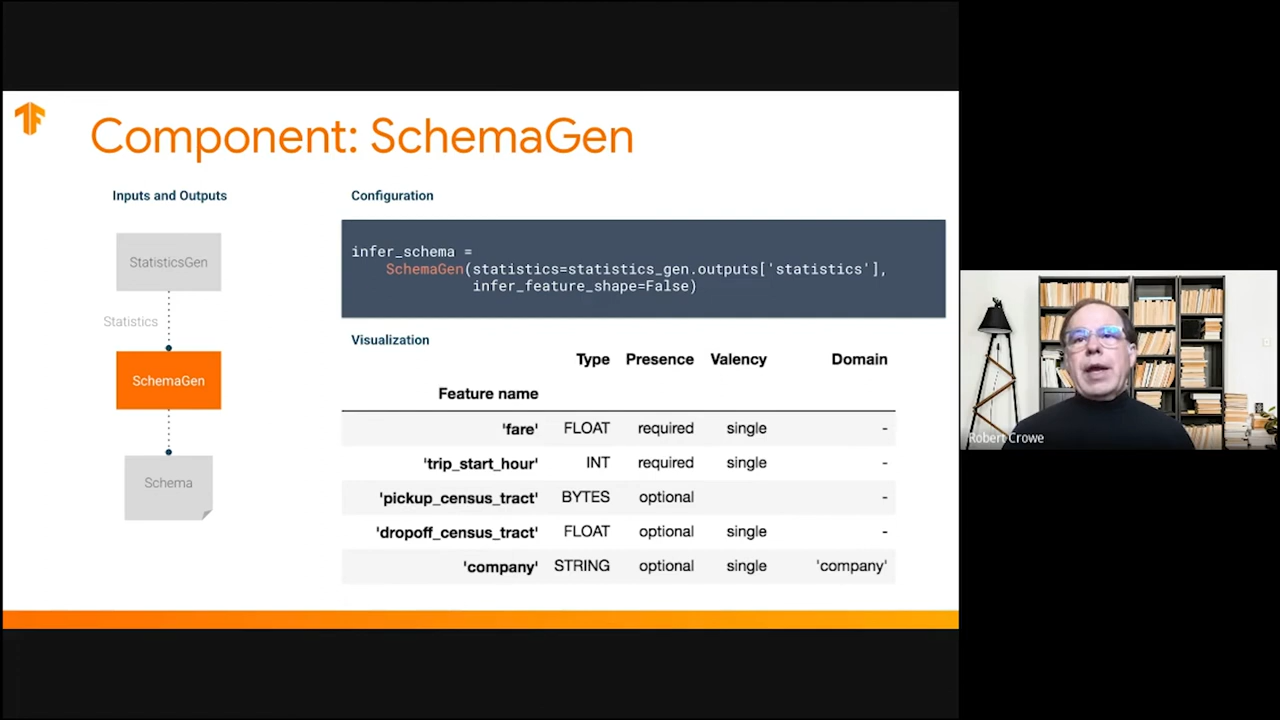 Component: SchemaGen
Inputs and Outputs
StatisticsGen
Statistics
SchemaGen
Schema
Configuration
infer_schema =
SchemaGen(statistics=statistics_gen.outputs['statistics'],
infer_feature_shape=False)
Visualization
Type Presence Valency Domain
Feature name
'fare' FLOAT required single -
'trip_start_hour' INT required single -
'pickup_census_tract' BYTES optional -
'dropoff_census_tract' FLOAT optional single -
'company' STRING optional single 'company'
Robert Crowe